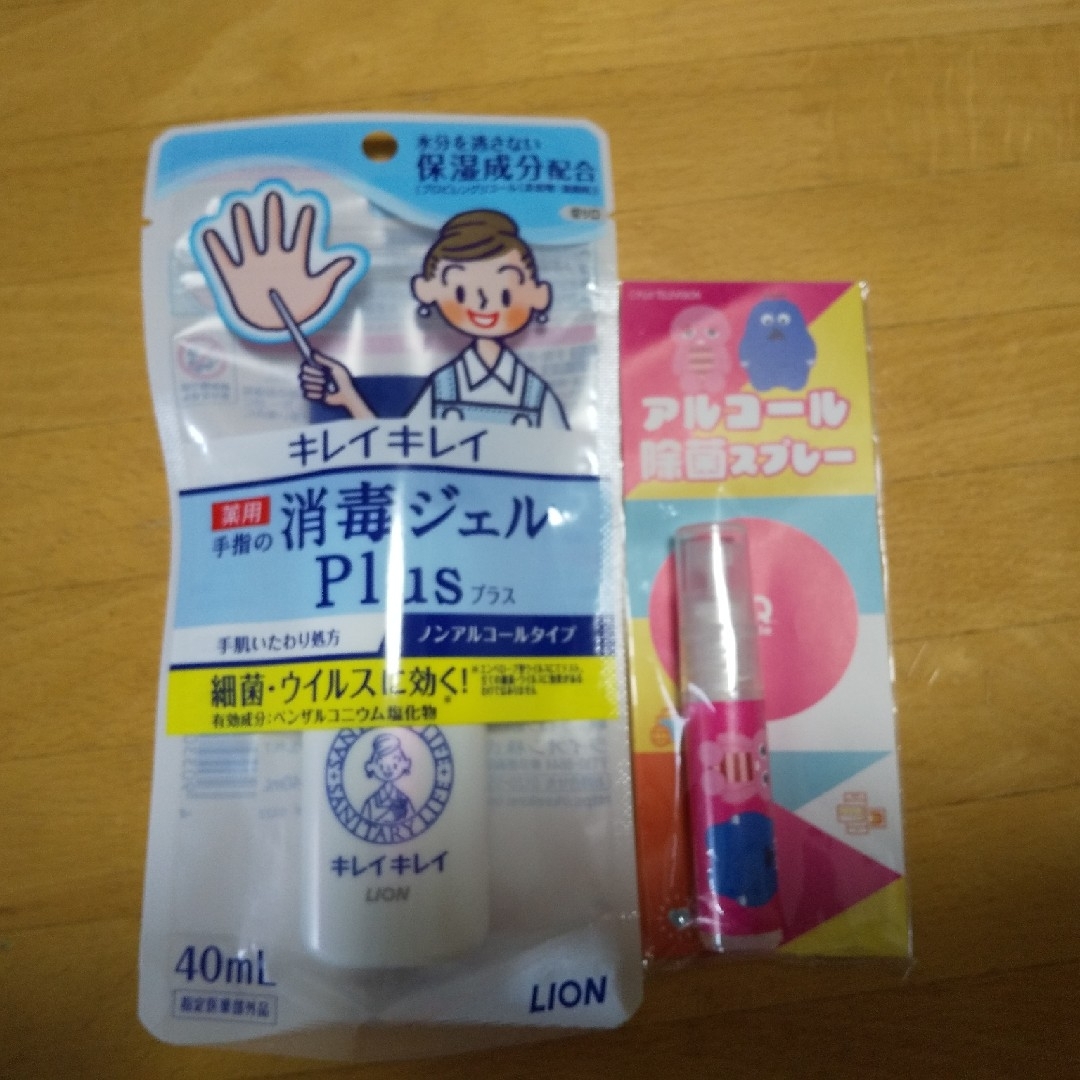 水分を逃さない
保湿成分配合
キレイキレイ
薬用
手指の
消毒ジェル
Plus プラス
手肌いたわり処方
ノンアルコールタイプ
細菌・ウイルスに効く!*
有効成分:ベンザルコニウム塩化物
SANITARY LIFE
キレイキレイ
LION
40mL
指定医薬部外品
LION
アルコール
除菌スプレー